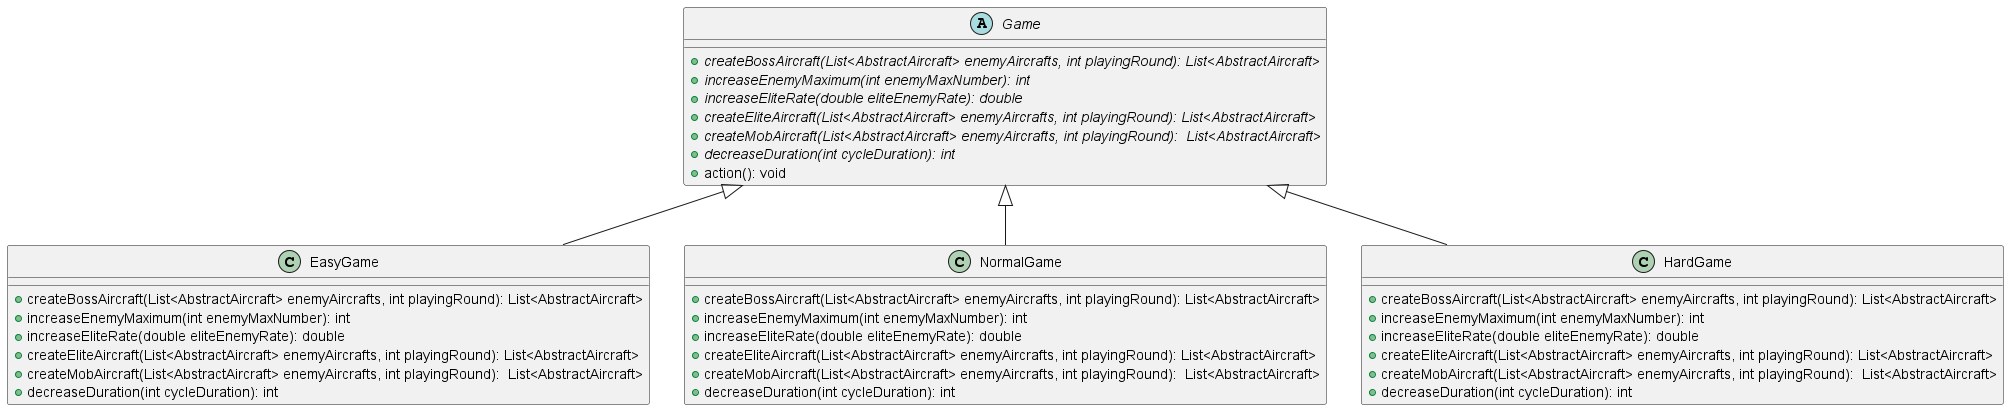 A Game
createBossAircraft(List<AbstractAircraft> enemyAircrafts, int playingRound): List<AbstractAircraft>
increaseEnemyMaximum(int enemyMaxNumber): int
increaseEliteRate(double eliteEnemyRate): double
createEliteAircraft(List<AbstractAircraft> enemyAircrafts, int playingRound): List<AbstractAircraft>
createMobAircraft(List<AbstractAircraft> enemyAircrafts, int playingRound):  List<AbstractAircraft>
decreaseDuration(int cycleDuration): int
action(): void
C EasyGame
createBossAircraft(List<AbstractAircraft> enemyAircrafts, int playingRound): List<AbstractAircraft>
increaseEnemyMaximum(int enemyMaxNumber): int
increaseEliteRate(double eliteEnemyRate): double
createEliteAircraft(List<AbstractAircraft> enemyAircrafts, int playingRound): List<AbstractAircraft>
createMobAircraft(List<AbstractAircraft> enemyAircrafts, int playingRound):  List<AbstractAircraft>
decreaseDuration(int cycleDuration): int
C NormalGame
createBossAircraft(List<AbstractAircraft> enemyAircrafts, int playingRound): List<AbstractAircraft>
increaseEnemyMaximum(int enemyMaxNumber): int
increaseEliteRate(double eliteEnemyRate): double
createEliteAircraft(List<AbstractAircraft> enemyAircrafts, int playingRound): List<AbstractAircraft>
createMobAircraft(List<AbstractAircraft> enemyAircrafts, int playingRound):  List<AbstractAircraft>
decreaseDuration(int cycleDuration): int
C HardGame
createBossAircraft(List<AbstractAircraft> enemyAircrafts, int playingRound): List<AbstractAircraft>
increaseEnemyMaximum(int enemyMaxNumber): int
increaseEliteRate(double eliteEnemyRate): double
createEliteAircraft(List<AbstractAircraft> enemyAircrafts, int playingRound): List<AbstractAircraft>
createMobAircraft(List<AbstractAircraft> enemyAircrafts, int playingRound):  List<AbstractAircraft>
decreaseDuration(int cycleDuration): int